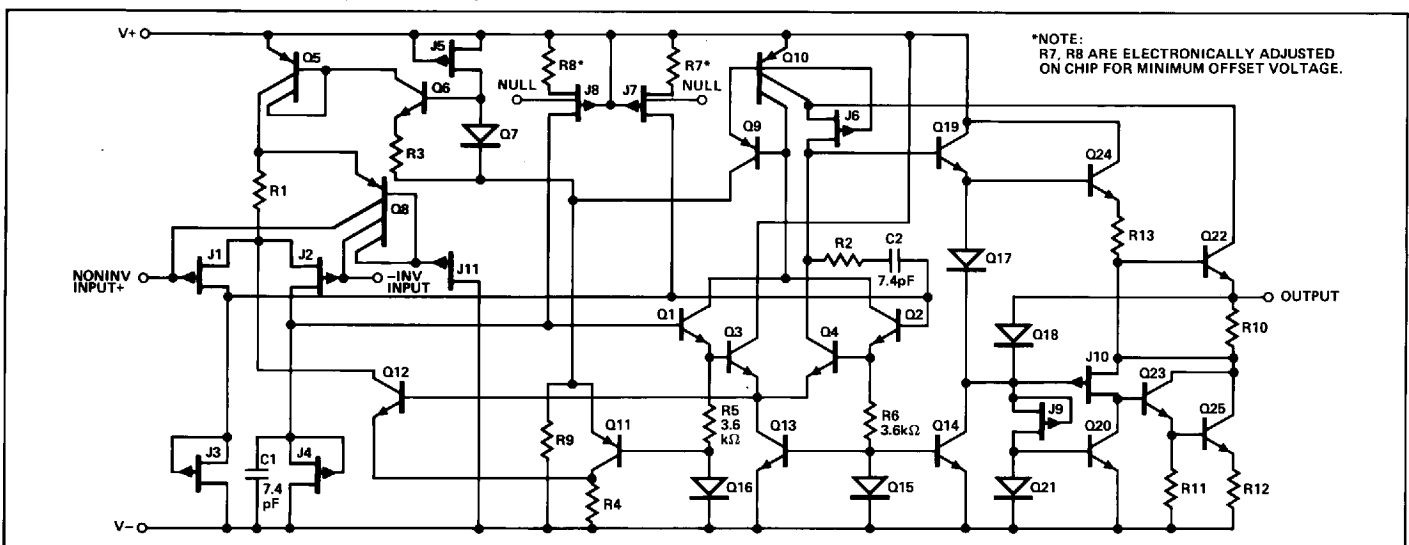 V+
Q5
J5
R8*
R7*
*NOTE:
R7, R8 ARE ELECTRONICALLY ADJUSTED
ON CHIP FOR MINIMUM OFFSET VOLTAGE.
Q10
NULL
J8
J7
NULL
Q6
J6
Q19
Q7
Q9
Q24
R3
R1
Q8
R13
J1
J2
R2
C2
7.4pF
Q22
NONINV
INPUT+
–INV
INPUT
J11
Q17
OUTPUT
Q1
Q3
Q4
Q2
Q18
R10
J10
Q12
Q23
R5
3.6
kΩ
R6
3.6kΩ
J9
Q25
J3
C1
7.4
pF
J4
R9
Q11
Q13
Q14
Q20
Q16
Q15
Q21
R11
R12
R4
V–